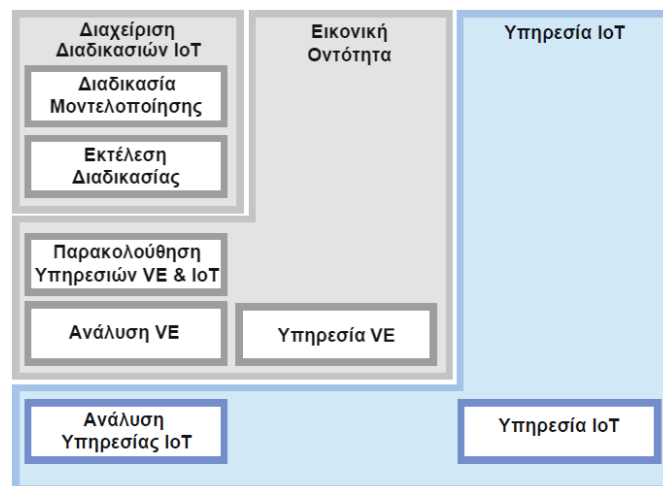 Διαχείριση
Διαδικασιών IoT
Εικονική
Οντότητα
Υπηρεσία IoT
Διαδικασία
Μοντελοποίησης
Εκτέλεση
Διαδικασίας
Παρακολούθηση
Υπηρεσιών VE & IoT
Ανάλυση VE
Υπηρεσία VE
Ανάλυση
Υπηρεσίας IoT
Υπηρεσία IoT